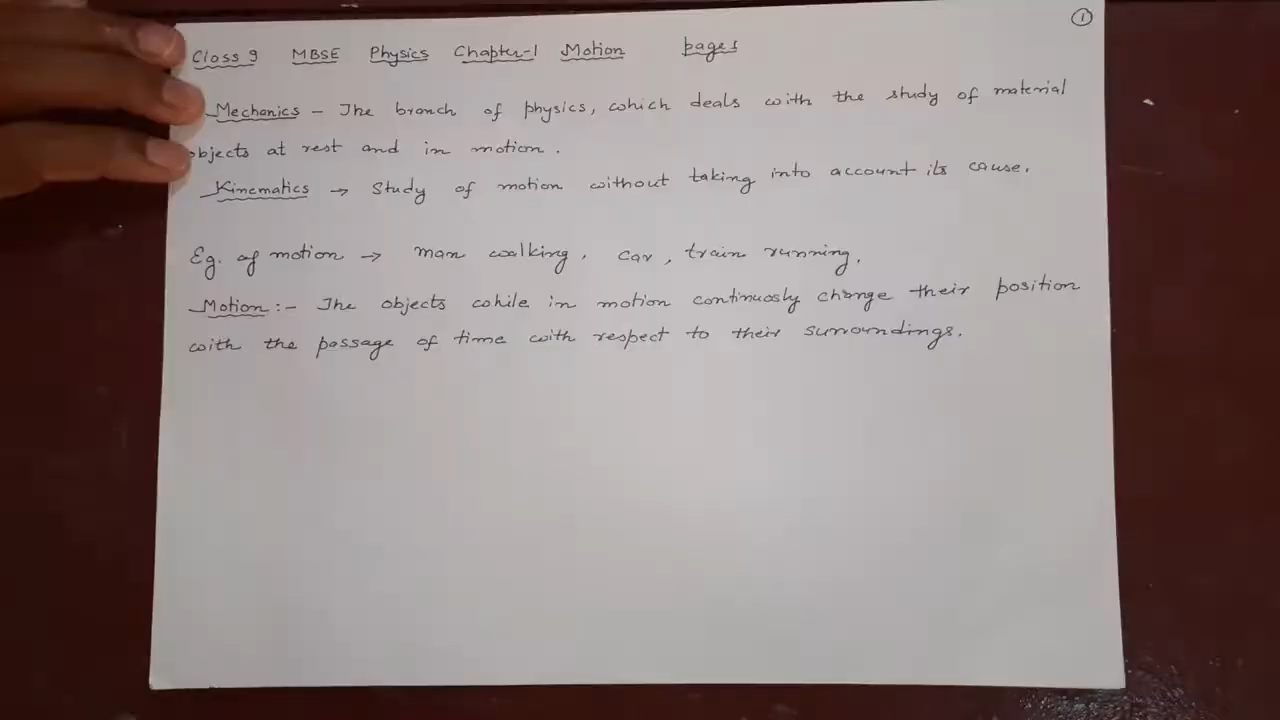 ①
Class 9 MBSE Physics Chapter-1 Motion pages
Mechanics - The branch of physics, which deals with the study of material
objects at rest and in motion.
Kinematics → Study of motion without taking into account its cause.
Eg. of motion → man walking, car, train running.
Motion :- The objects while in motion continuosly change their position
with the passage of time with respect to their surroundings.